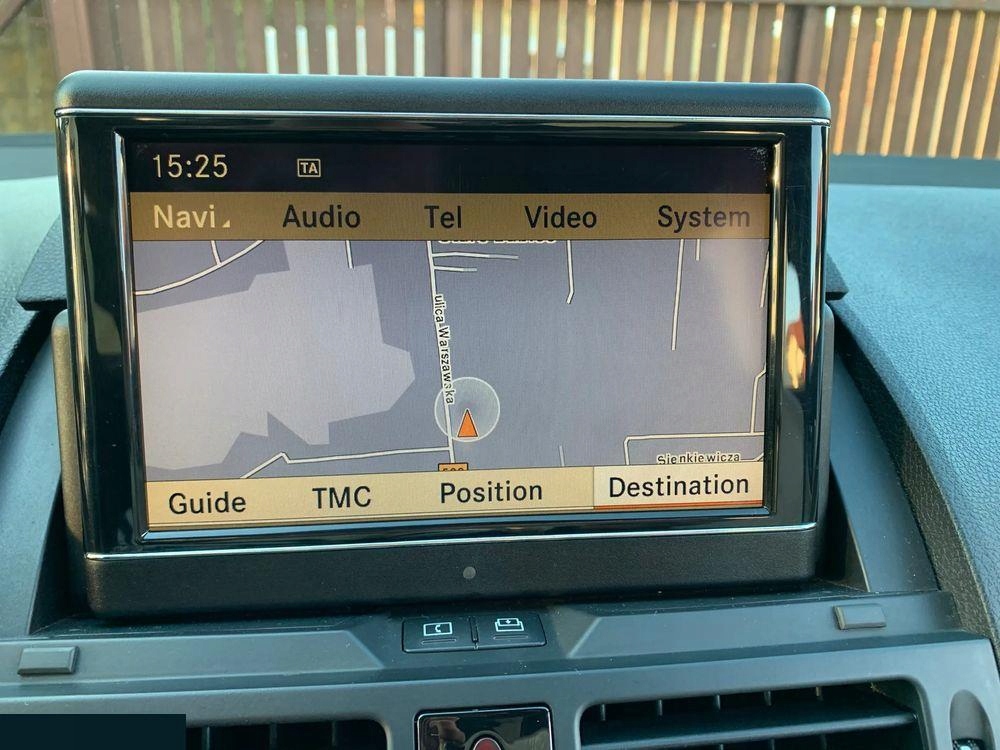 15:25 TA
Navi Audio Tel Video System
ulica Warszawska
Sienkiewicza
Guide TMC Position Destination